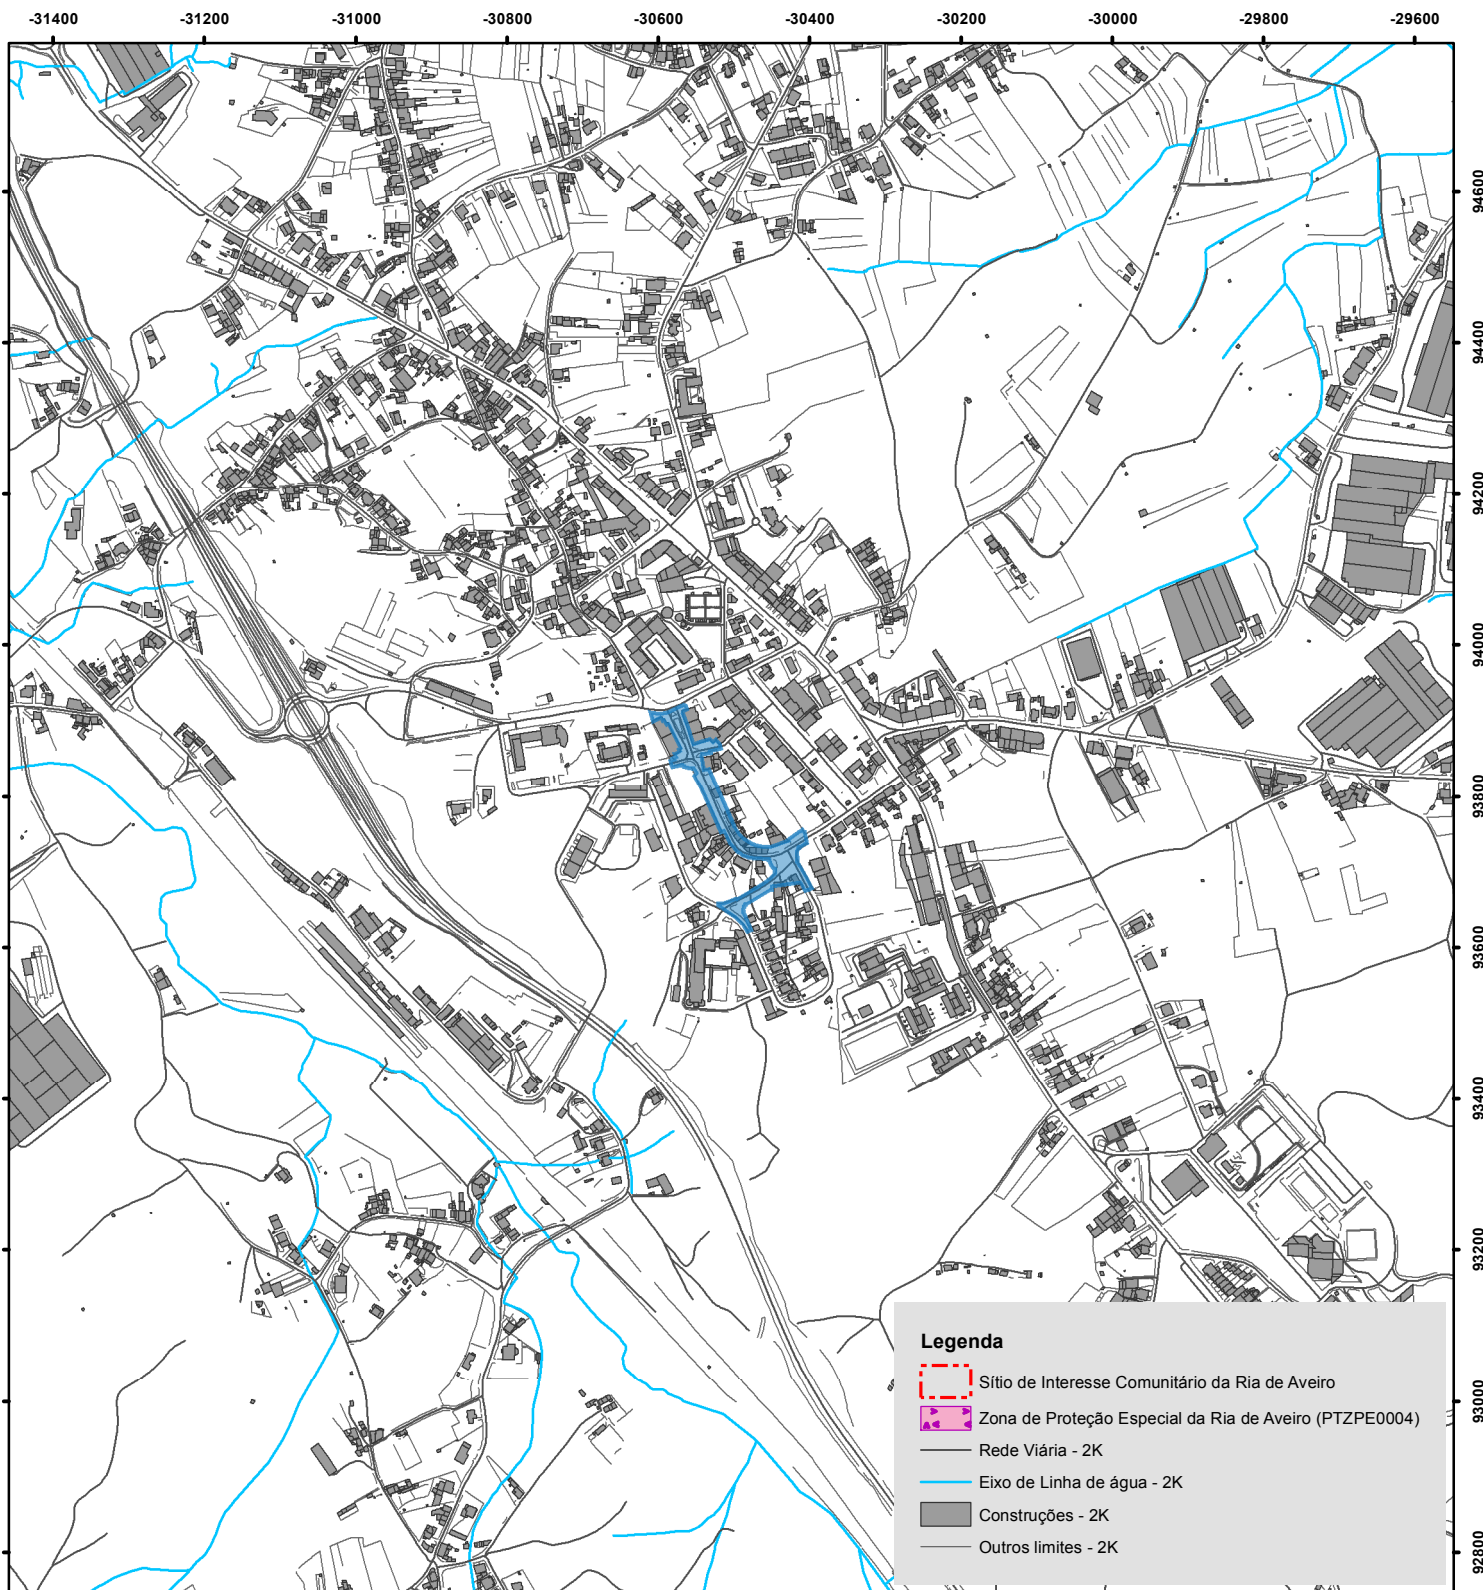 -31400 -31200 -31000 -30800 -30600 -30400 -30200 -30000 -29800 -29600
94600
94400
94200
94000
93800
93600
93400
93200
93000
92800
Legenda
Sítio de Interesse Comunitário da Ria de Aveiro
Zona de Proteção Especial da Ria de Aveiro (PTZPE0004)
Rede Viária - 2K
Eixo de Linha de água - 2K
Construções - 2K
Outros limites - 2K